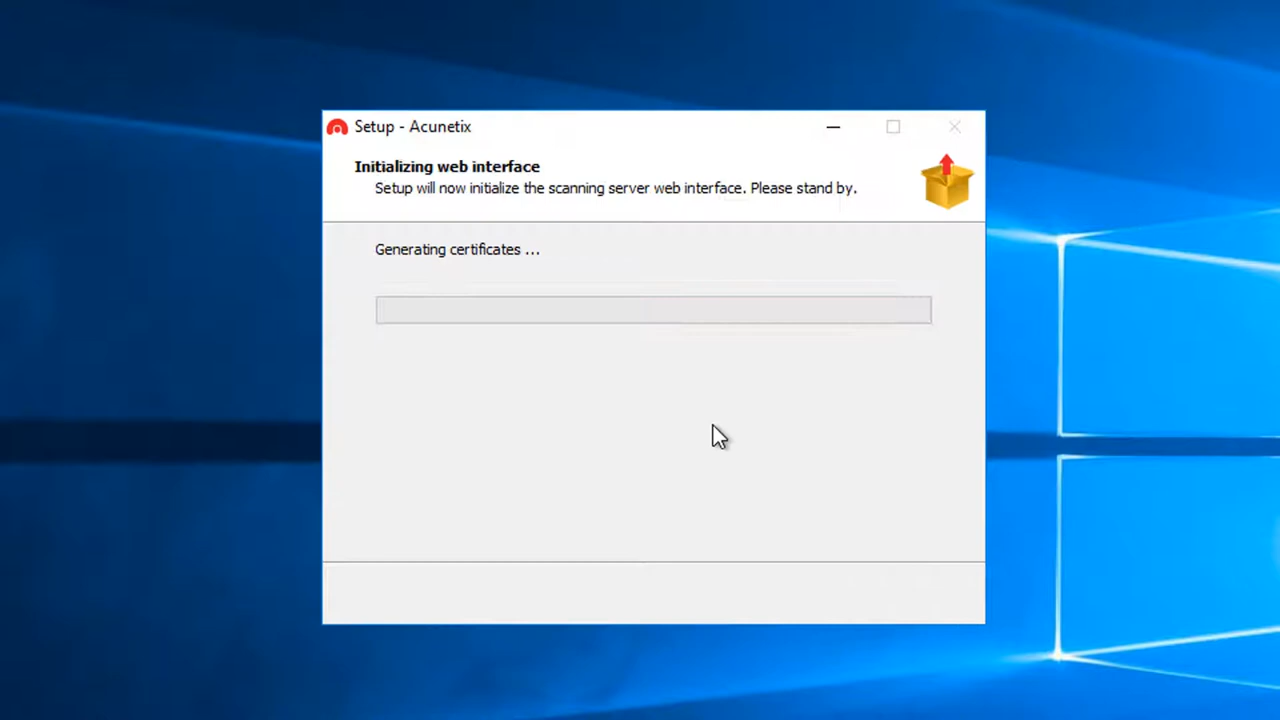 Setup - Acunetix
Initializing web interface
Setup will now initialize the scanning server web interface. Please stand by.
Generating certificates ...